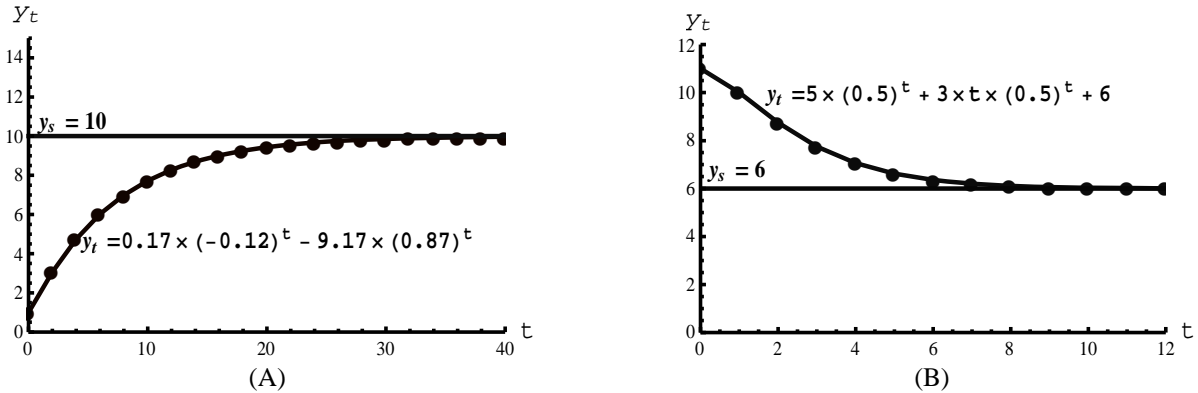 y_t
14
12
10
8
6
4
2
0
y_s = 10
y_t =0.17×(-0.12)^t - 9.17×(0.87)^t
0 10 20 30 40
t
(A)
y_t
12
10
8
6
4
2
0
y_t =5×(0.5)^t + 3×t×(0.5)^t + 6
y_s = 6
0 2 4 6 8 10 12
t
(B)